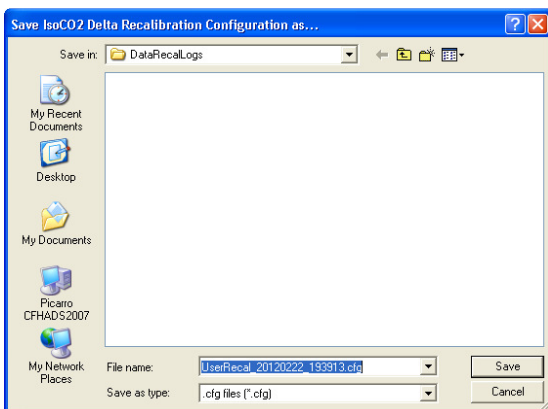 Save IsoCO2 Delta Recalibration Configuration as...
Save in:
DataRecalLogs
My Recent
Documents
Desktop
My Documents
Picarro
CFHADS2007
My Network
Places
File name:
UserRecal_20120222_193913.cfg
Save
Save as type:
.cfg files (*.cfg)
Cancel